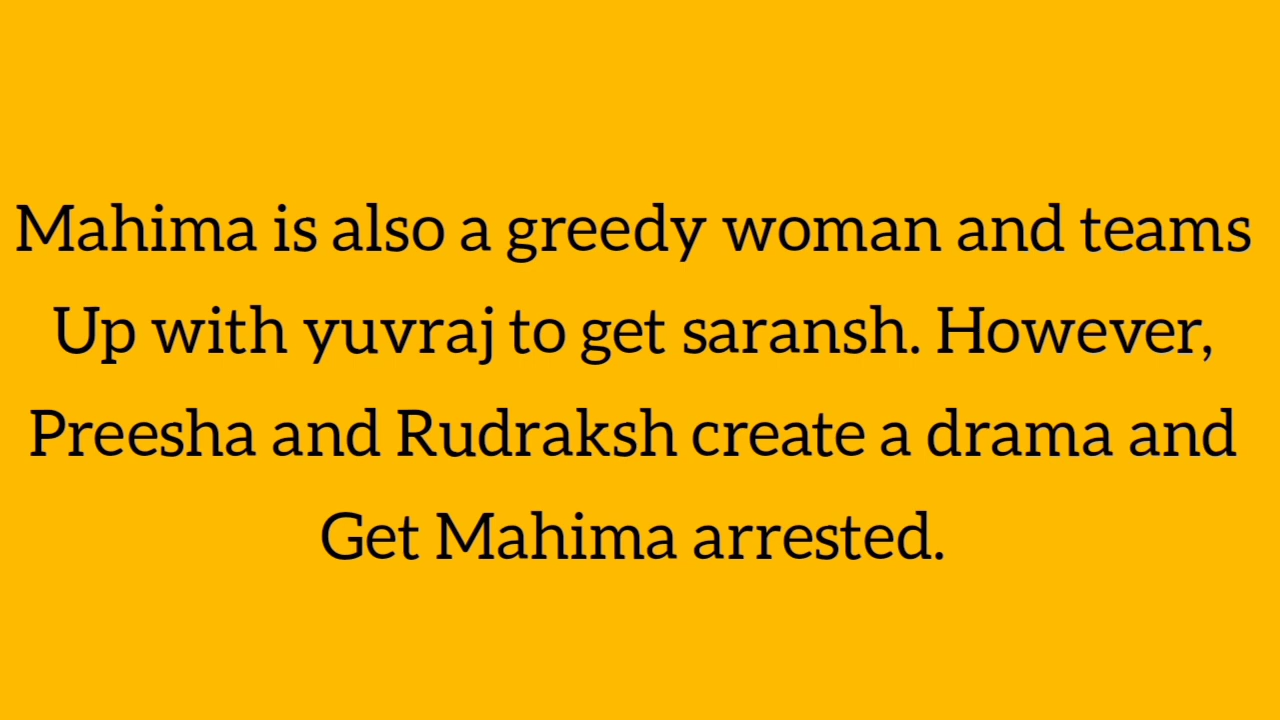 Mahima is also a greedy woman and teams
Up with yuvraj to get saransh. However,
Preesha and Rudraksh create a drama and
Get Mahima arrested.